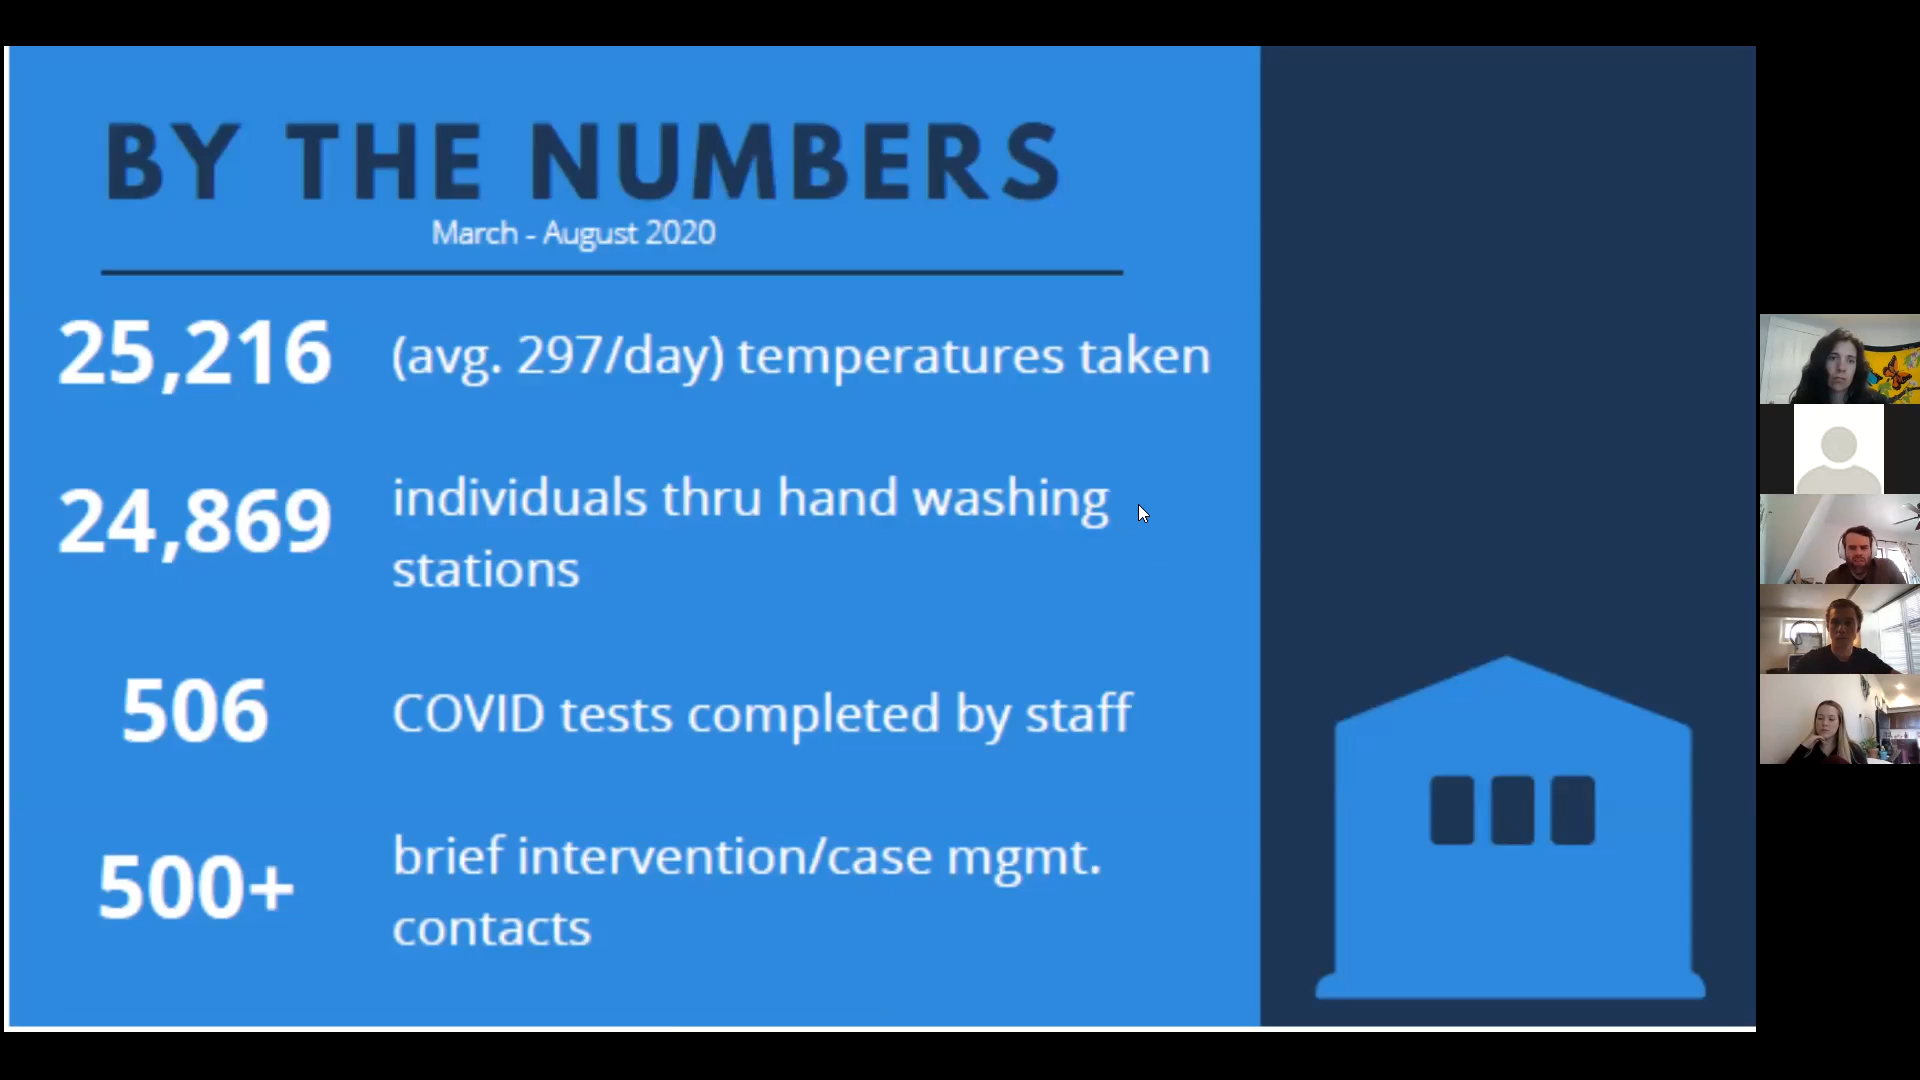 BY THE NUMBERS
March - August 2020
25,216 (avg. 297/day) temperatures taken
24,869 individuals thru hand washing
stations
506 COVID tests completed by staff
500+ brief intervention/case mgmt.
contacts